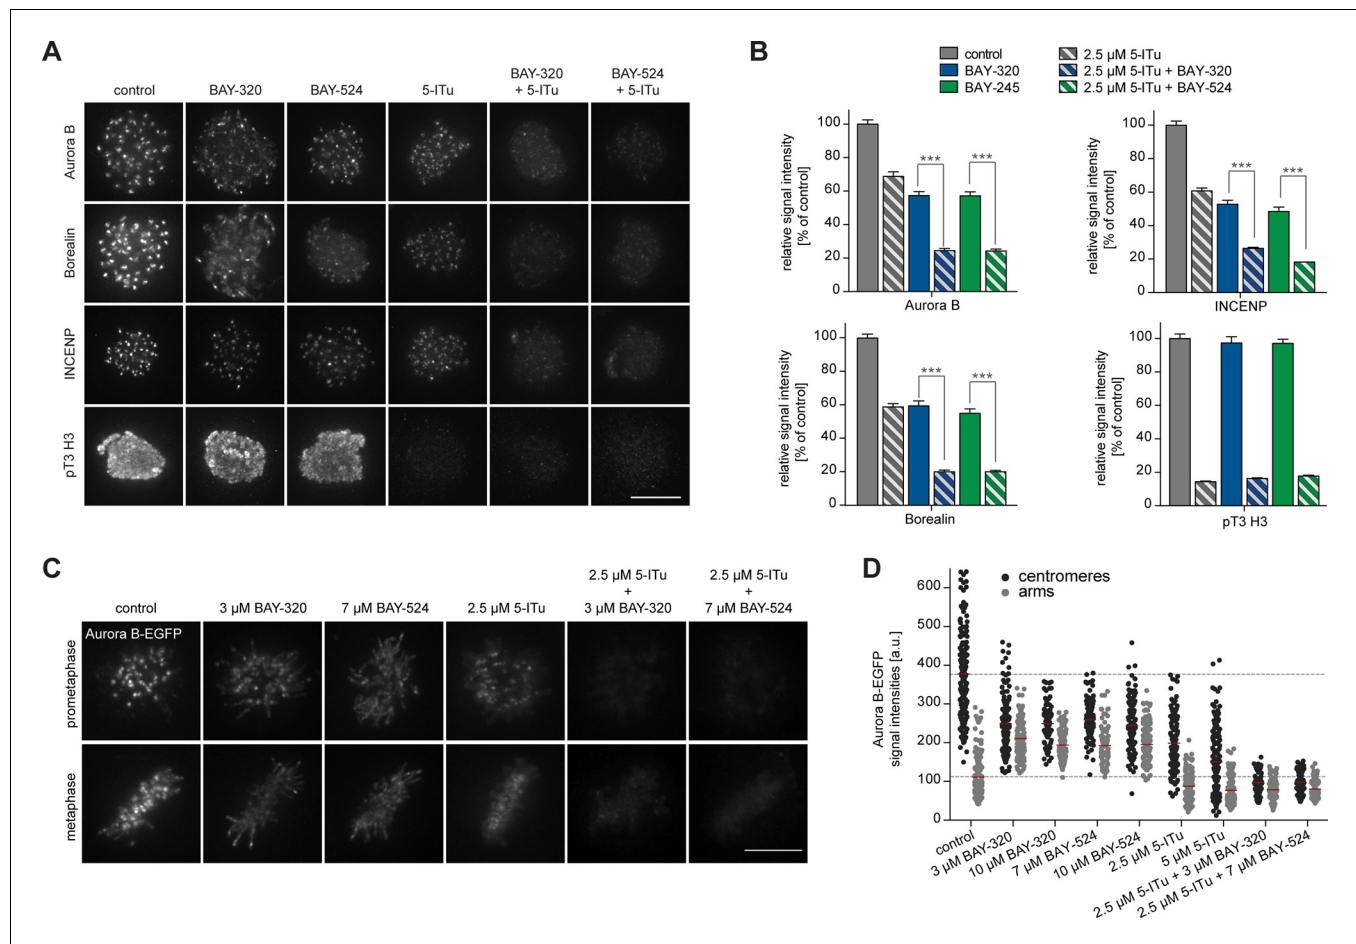 A
control
BAY-320
BAY-524
5-ITu
BAY-320
+ 5-ITu
BAY-524
+ 5-ITu
Aurora B
Borealin
INCENP
pT3 H3
B
control
BAY-320
BAY-245
2.5 µM 5-ITu
2.5 µM 5-ITu + BAY-320
2.5 µM 5-ITu + BAY-524
relative signal intensity
[% of control]
100
80
60
40
20
0
***
***
Aurora B
relative signal intensity
[% of control]
100
80
60
40
20
0
***
***
INCENP
relative signal intensity
[% of control]
100
80
60
40
20
0
***
***
Borealin
relative signal intensity
[% of control]
100
80
60
40
20
0
pT3 H3
C
control
3 µM BAY-320
7 µM BAY-524
2.5 µM 5-ITu
2.5 µM 5-ITu
+
3 µM BAY-320
2.5 µM 5-ITu
+
7 µM BAY-524
Aurora B-EGFP
prometaphase
metaphase
D
centromeres
arms
Aurora B-EGFP
signal intensities [a.u.]
600
500
400
300
200
100
0
control
3 µM BAY-320
10 µM BAY-320
7 µM BAY-524
10 µM BAY-524
2.5 µM 5-ITu
5 µM 5-ITu
2.5 µM 5-ITu + 3 µM BAY-320
2.5 µM 5-ITu + 7 µM BAY-524